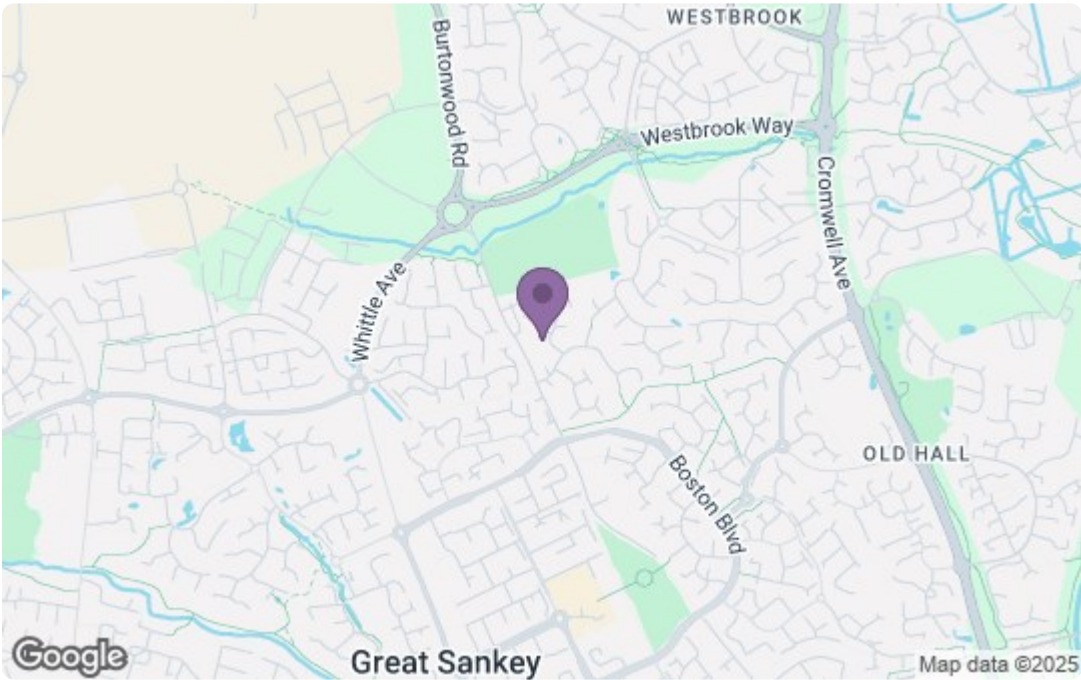 WESTBROOK
Burtonwood Rd
Westbrook Way
Cromwell Ave
Whittle Ave
OLD HALL
Boston Blvd
Great Sankey
Google
Map data ©2025